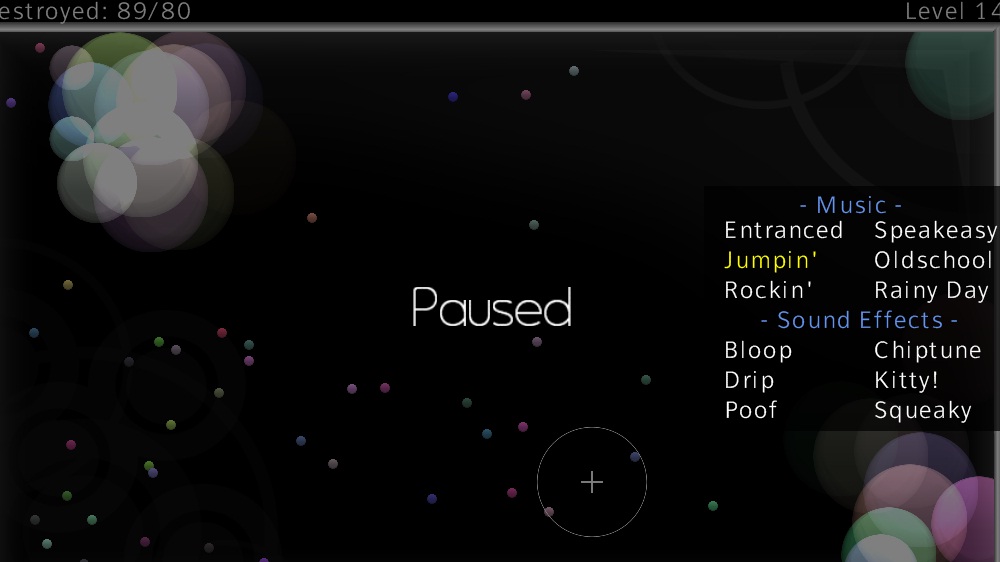 estroyed: 89/80 Level 14
Paused
- Music -
Entranced Speakeasy
Jumpin' Oldschool
Rockin' Rainy Day
- Sound Effects -
Bloop Chiptune
Drip Kitty!
Poof Squeaky